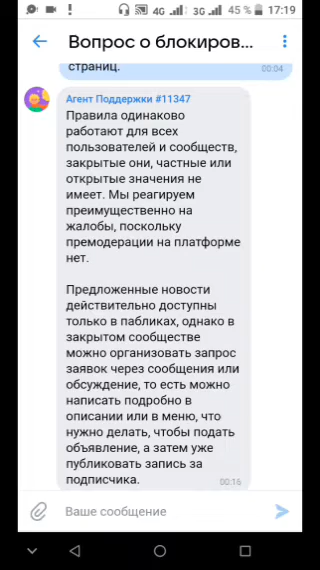 4G 3G 45 % 17:19
Вопрос о блокиров...
страниц.
00:04
Агент Поддержки #11347
Правила одинаково
работают для всех
пользователей и сообществ,
закрытые они, частные или
открытые значения не
имеет. Мы реагируем
преимущественно на
жалобы, поскольку
премодерации на платформе
нет.
Предложенные новости
действительно доступны
только в пабликах, однако в
закрытом сообществе
можно организовать запрос
заявок через сообщения или
обсуждение, то есть можно
написать подробно в
описании или в меню, что
нужно делать, чтобы подать
объявление, а затем уже
публиковать запись за
подписчика.
00:16
Ваше сообщение